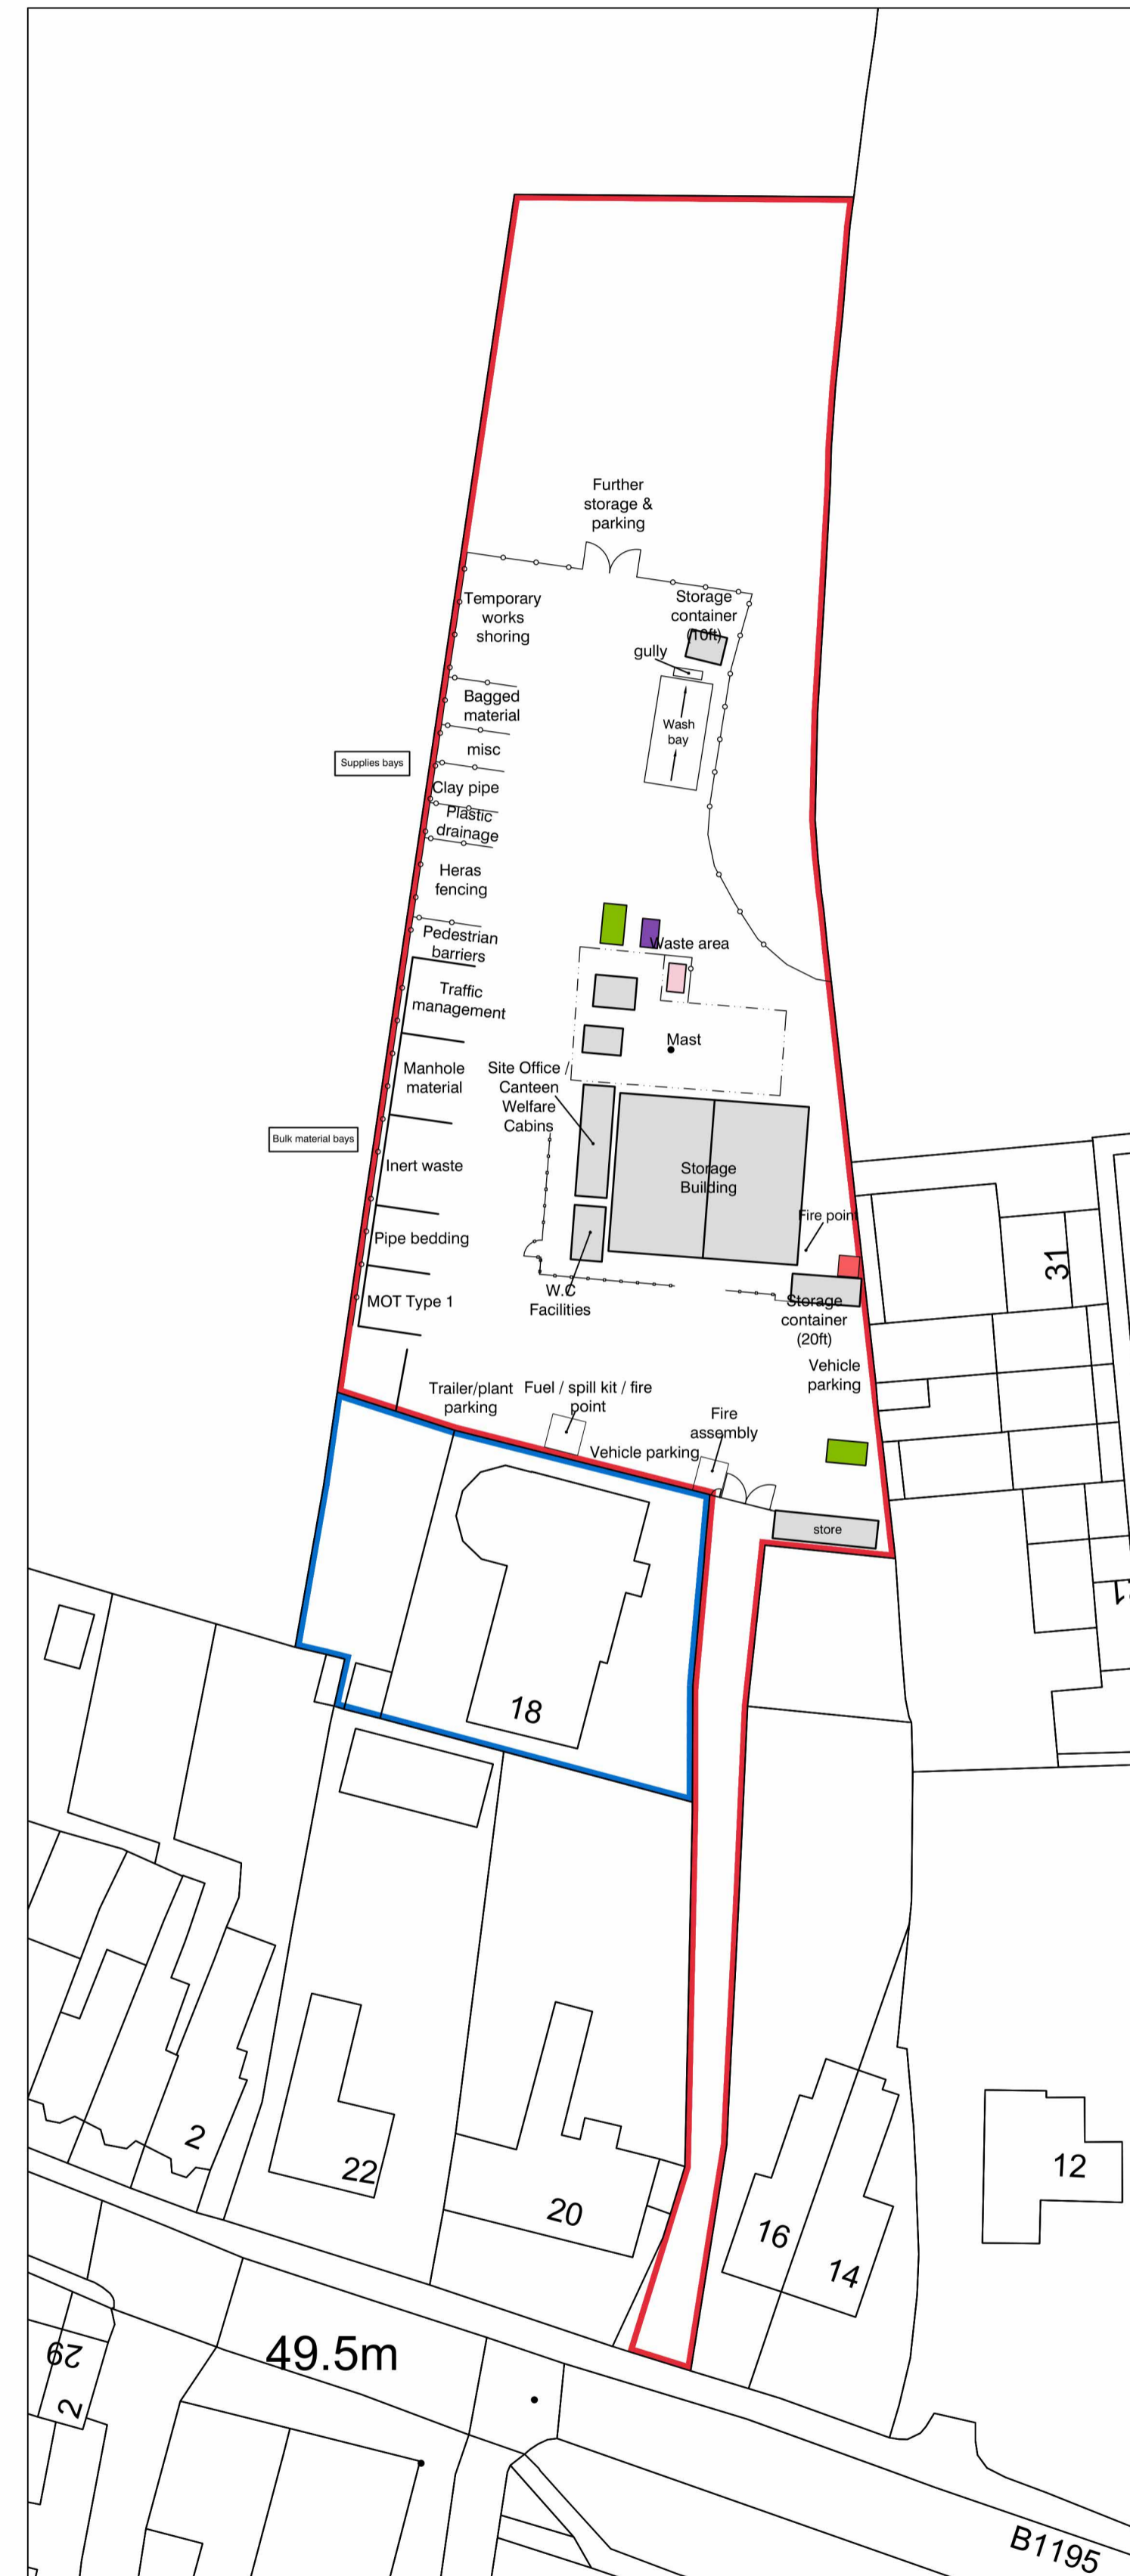 Further
storage &
parking
Temporary
works
shoring
Storage
container
(10ft)
gully
Bagged
material
Wash
bay
misc
Supplies bays
Clay pipe
Plastic
drainage
Heras
fencing
Pedestrian
barriers
Waste area
Traffic
management
Mast
Manhole
material
Site Office /
Canteen
Welfare
Cabins
Bulk material bays
Inert waste
Storage
Building
Fire point
Pipe bedding
31
W.C
Facilities
MOT Type 1
Storage
container
(20ft)
Vehicle
parking
Trailer/plant
parking
Fuel / spill kit / fire
point
Fire
assembly
Vehicle parking
store
18
2
22
20
16
14
12
49.5m
29
2
B1195